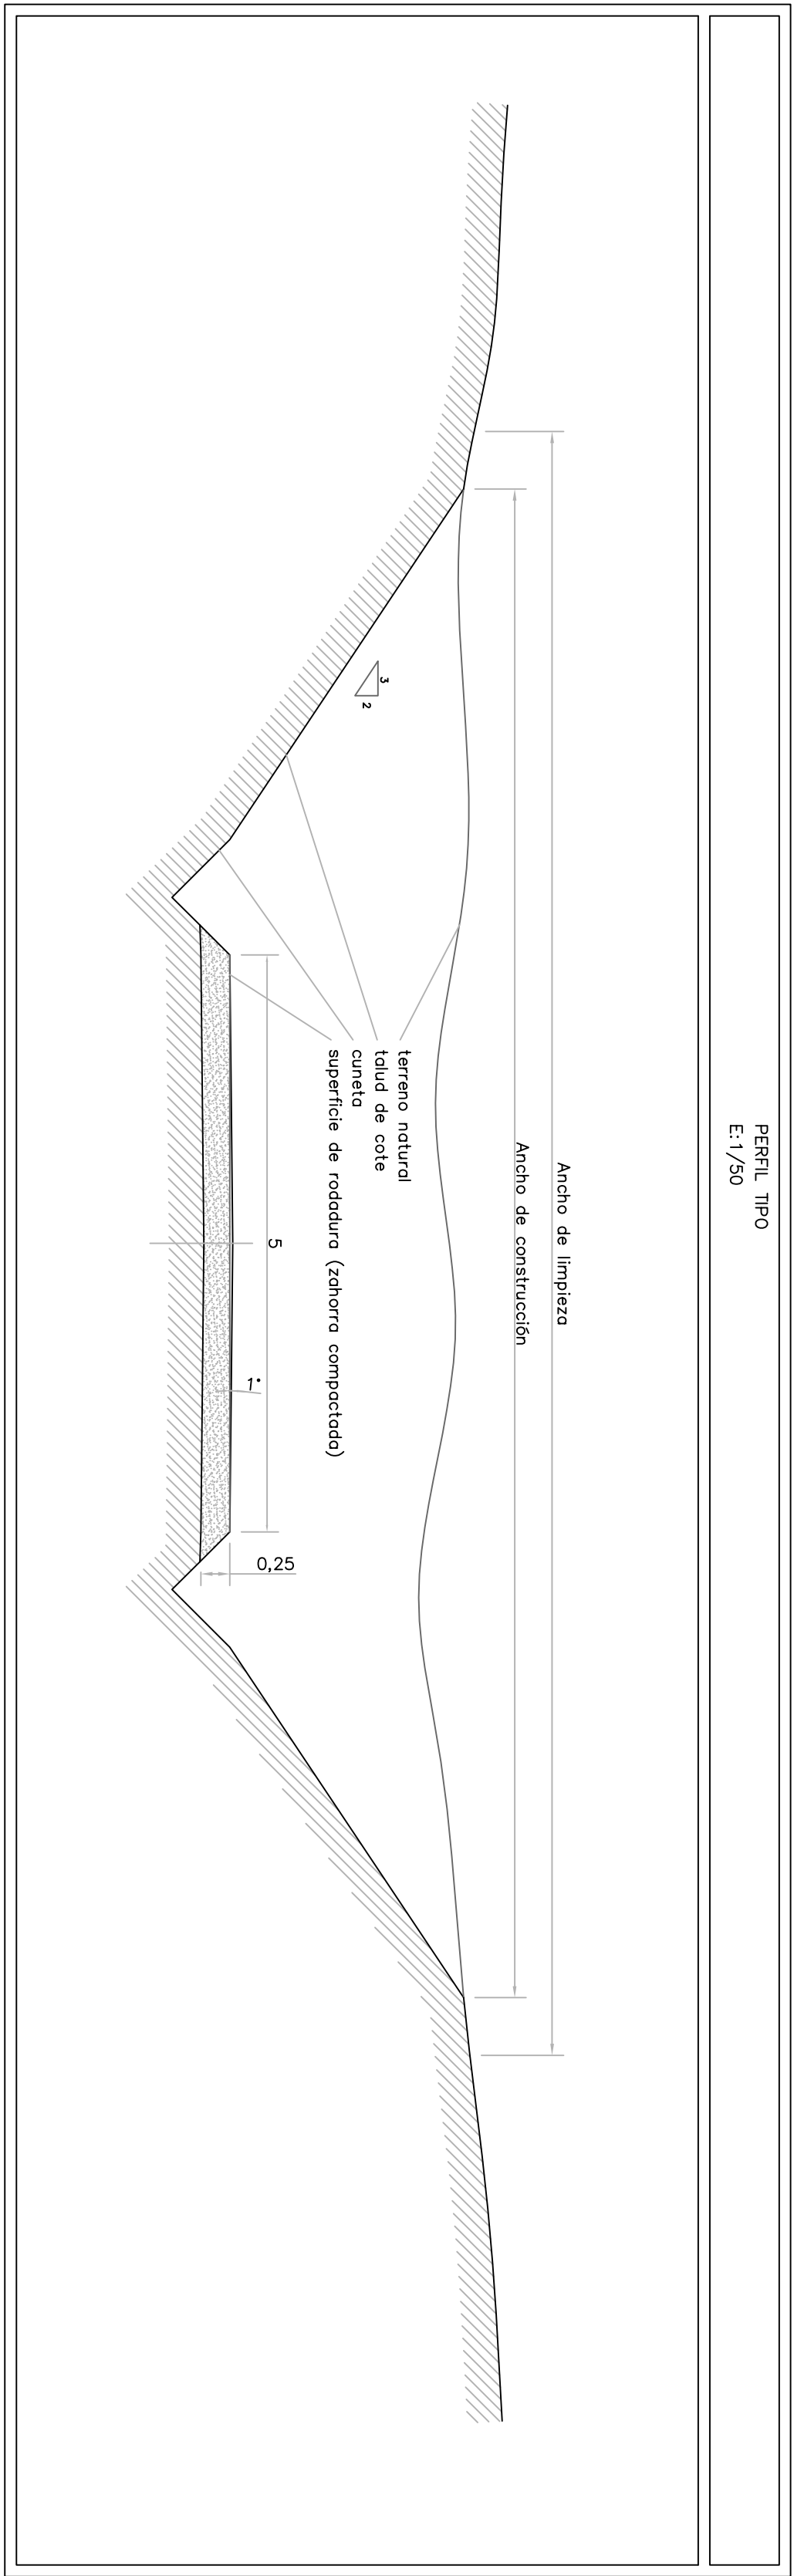 PERFIL TIPO
E:1/50
Ancho de limpieza
Ancho de construcción
terreno natural
talud de cote
cuneta
superficie de rodadura (zahorra compactada)
3
2
5
1°
0,25